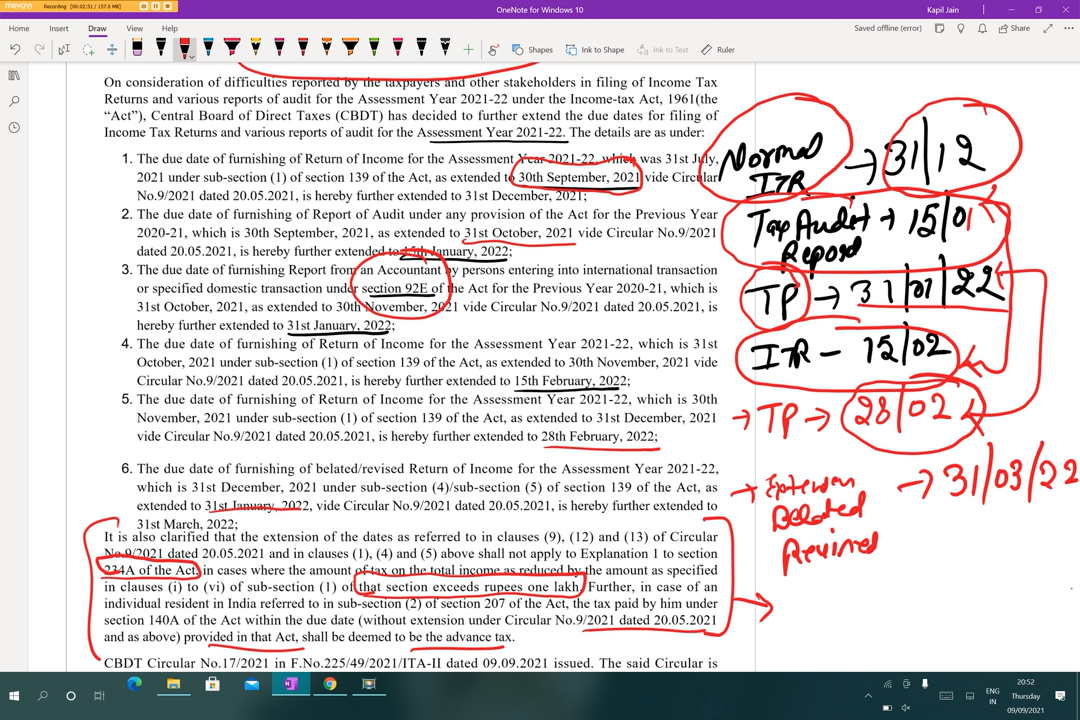 movavi Recording [ 00:02:51 / 157.0 MB ]
OneNote for Windows 10
Kapil Jain
Home Insert Draw View Help
Saved offline (error) Share
Shapes Ink to Shape Ink to Text Ruler
On consideration of difficulties reported by the taxpayers and other stakeholders in filing of Income Tax
Returns and various reports of audit for the Assessment Year 2021-22 under the Income-tax Act, 1961(the
“Act”), Central Board of Direct Taxes (CBDT) has decided to further extend the due dates for filing of
Income Tax Returns and various reports of audit for the Assessment Year 2021-22. The details are as under:
1. The due date of furnishing of Return of Income for the Assessment Year 2021-22, which was 31st July,
2021 under sub-section (1) of section 139 of the Act, as extended to 30th September, 2021 vide Circular
No.9/2021 dated 20.05.2021, is hereby further extended to 31st December, 2021;
2. The due date of furnishing of Report of Audit under any provision of the Act for the Previous Year
2020-21, which is 30th September, 2021, as extended to 31st October, 2021 vide Circular No.9/2021
dated 20.05.2021, is hereby further extended to 15th January, 2022;
3. The due date of furnishing Report from an Accountant by persons entering into international transaction
or specified domestic transaction under section 92E of the Act for the Previous Year 2020-21, which is
31st October, 2021, as extended to 30th November, 2021 vide Circular No.9/2021 dated 20.05.2021, is
hereby further extended to 31st January, 2022;
4. The due date of furnishing of Return of Income for the Assessment Year 2021-22, which is 31st
October, 2021 under sub-section (1) of section 139 of the Act, as extended to 30th November, 2021 vide
Circular No.9/2021 dated 20.05.2021, is hereby further extended to 15th February, 2022;
5. The due date of furnishing of Return of Income for the Assessment Year 2021-22, which is 30th
November, 2021 under sub-section (1) of section 139 of the Act, as extended to 31st December, 2021
vide Circular No.9/2021 dated 20.05.2021, is hereby further extended to 28th February, 2022;
6. The due date of furnishing of belated/revised Return of Income for the Assessment Year 2021-22,
which is 31st December, 2021 under sub-section (4)/sub-section (5) of section 139 of the Act, as
extended to 31st January, 2022, vide Circular No.9/2021 dated 20.05.2021, is hereby further extended to
31st March, 2022;
It is also clarified that the extension of the dates as referred to in clauses (9), (12) and (13) of Circular
No.9/2021 dated 20.05.2021 and in clauses (1), (4) and (5) above shall not apply to Explanation 1 to section
234A of the Act, in cases where the amount of tax on the total income as reduced by the amount as specified
in clauses (i) to (vi) of sub-section (1) of that section exceeds rupees one lakh. Further, in case of an
individual resident in India referred to in sub-section (2) of section 207 of the Act, the tax paid by him under
section 140A of the Act within the due date (without extension under Circular No.9/2021 dated 20.05.2021
and as above) provided in that Act, shall be deemed to be the advance tax.
CBDT Circular No.17/2021 in F.No.225/49/2021/ITA-II dated 09.09.2021 issued. The said Circular is
Normal → 31/12
ITR
Tax Audit → 15/01
Report
TP → 31/01/22
ITR - 15/02
→ TP → 28/02
→ Extension → 31/03/22
Belated
Revised
→
ENG
IN
20:52
Thursday
09/09/2021